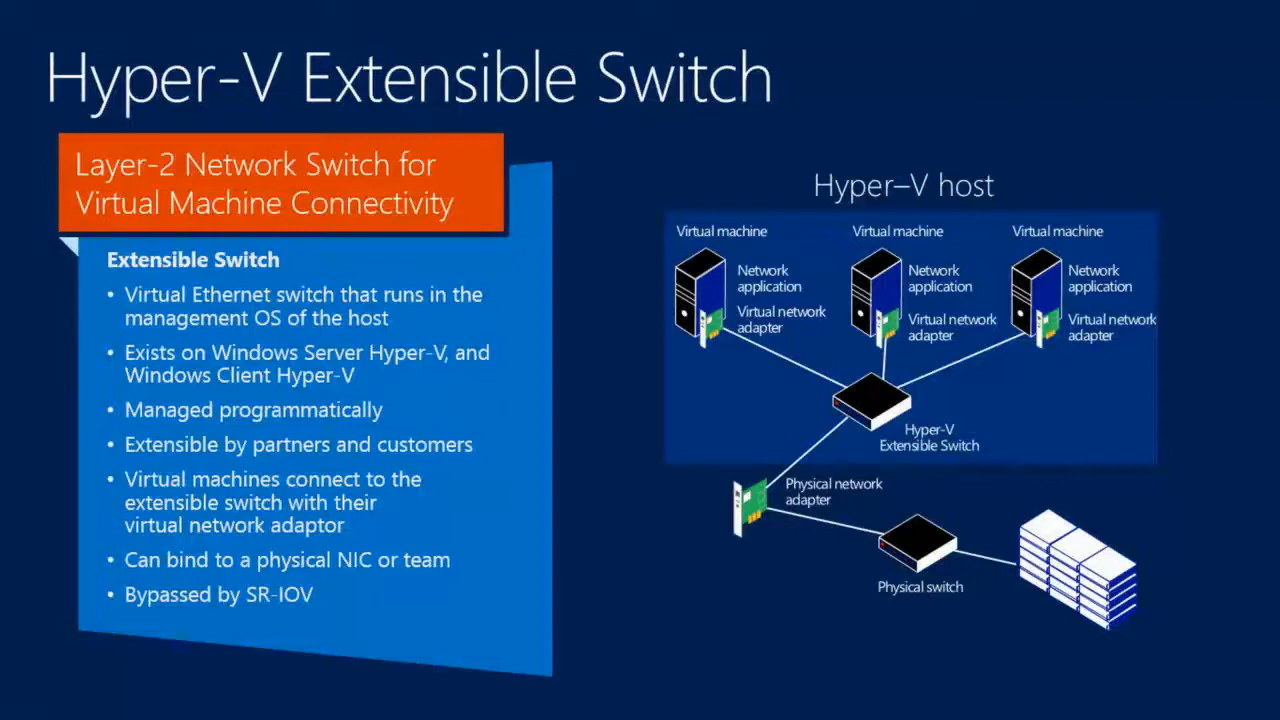 Hyper-V Extensible Switch
Layer-2 Network Switch for
Virtual Machine Connectivity
Extensible Switch
• Virtual Ethernet switch that runs in the
management OS of the host
• Exists on Windows Server Hyper-V, and
Windows Client Hyper-V
• Managed programmatically
• Extensible by partners and customers
• Virtual machines connect to the
extensible switch with their
virtual network adaptor
• Can bind to a physical NIC or team
• Bypassed by SR-IOV
Hyper–V host
Virtual machine
Network
application
Virtual network
adapter
Virtual machine
Network
application
Virtual network
adapter
Virtual machine
Network
application
Virtual network
adapter
Hyper-V
Extensible Switch
Physical network
adapter
Physical switch